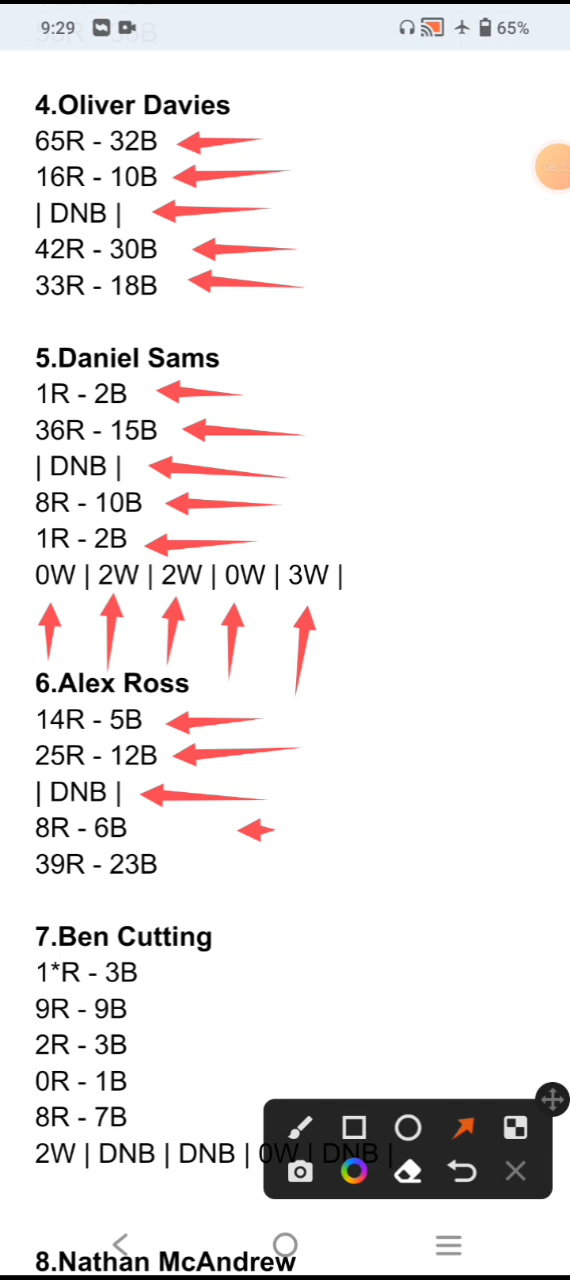 9:29
65%
4.Oliver Davies
65R - 32B
16R - 10B
| DNB |
42R - 30B
33R - 18B
5.Daniel Sams
1R - 2B
36R - 15B
| DNB |
8R - 10B
1R - 2B
0W | 2W | 2W | 0W | 3W |
6.Alex Ross
14R - 5B
25R - 12B
| DNB |
8R - 6B
39R - 23B
7.Ben Cutting
1*R - 3B
9R - 9B
2R - 3B
0R - 1B
8R - 7B
2W | DNB | DNB | 0W | DNB |
8.Nathan McAndrew